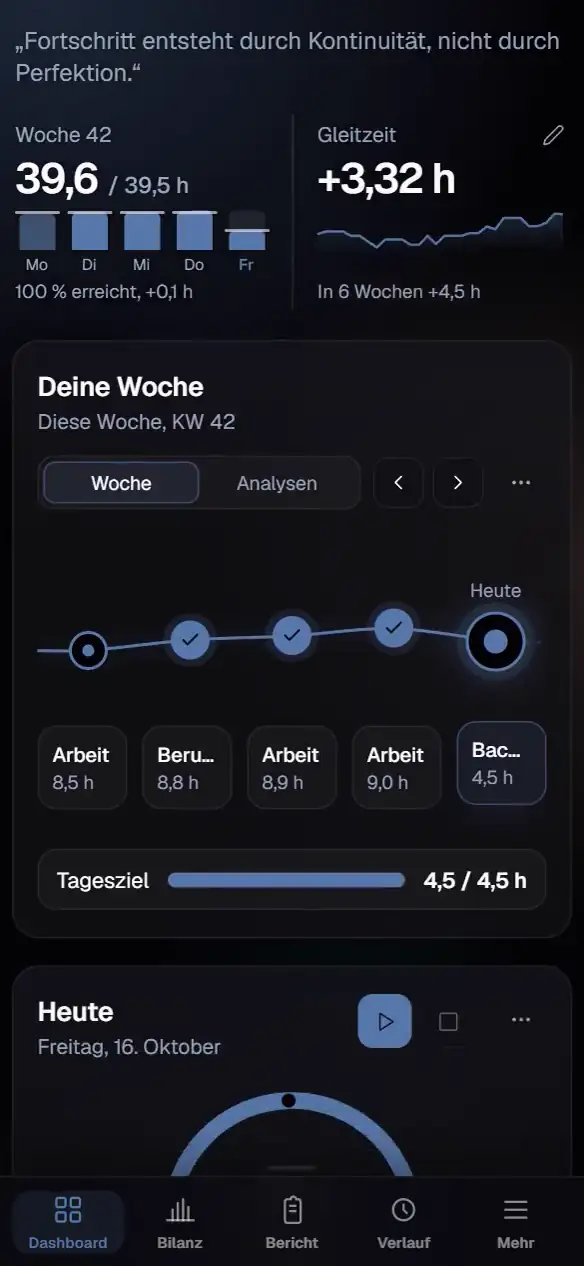 „Fortschritt entsteht durch Kontinuität, nicht durch
Perfektion.“
Woche 42
39,6 / 39,5 h
Mo Di Mi Do Fr
100 % erreicht, +0,1 h
Gleitzeit
+3,32 h
In 6 Wochen +4,5 h
Deine Woche
Diese Woche, KW 42
Woche Analysen
Heute
Arbeit
8,5 h
Beru...
8,8 h
Arbeit
8,9 h
Arbeit
9,0 h
Bac...
4,5 h
Tagesziel 4,5 / 4,5 h
Heute
Freitag, 16. Oktober
Dashboard Bilanz Bericht Verlauf Mehr